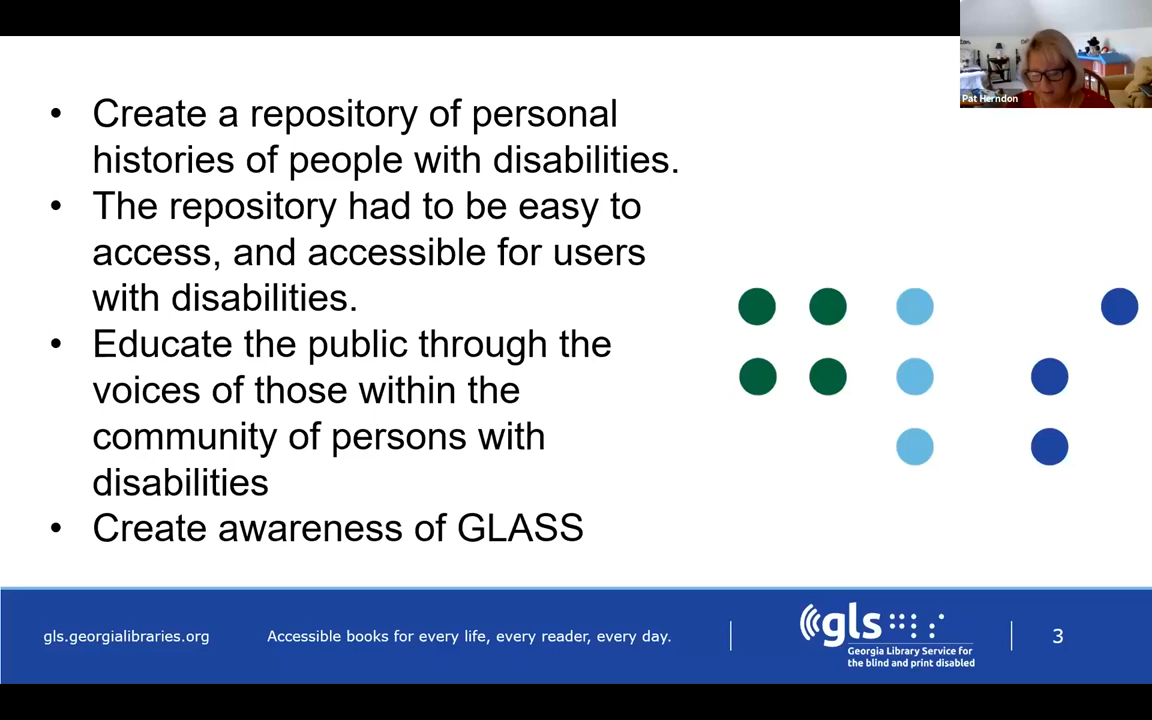 Pat Herndon
• Create a repository of personal
histories of people with disabilities.
• The repository had to be easy to
access, and accessible for users
with disabilities.
• Educate the public through the
voices of those within the
community of persons with
disabilities
• Create awareness of GLASS
gls.georgialibraries.org
Accessible books for every life, every reader, every day.
gls
Georgia Library Service for
the blind and print disabled
3